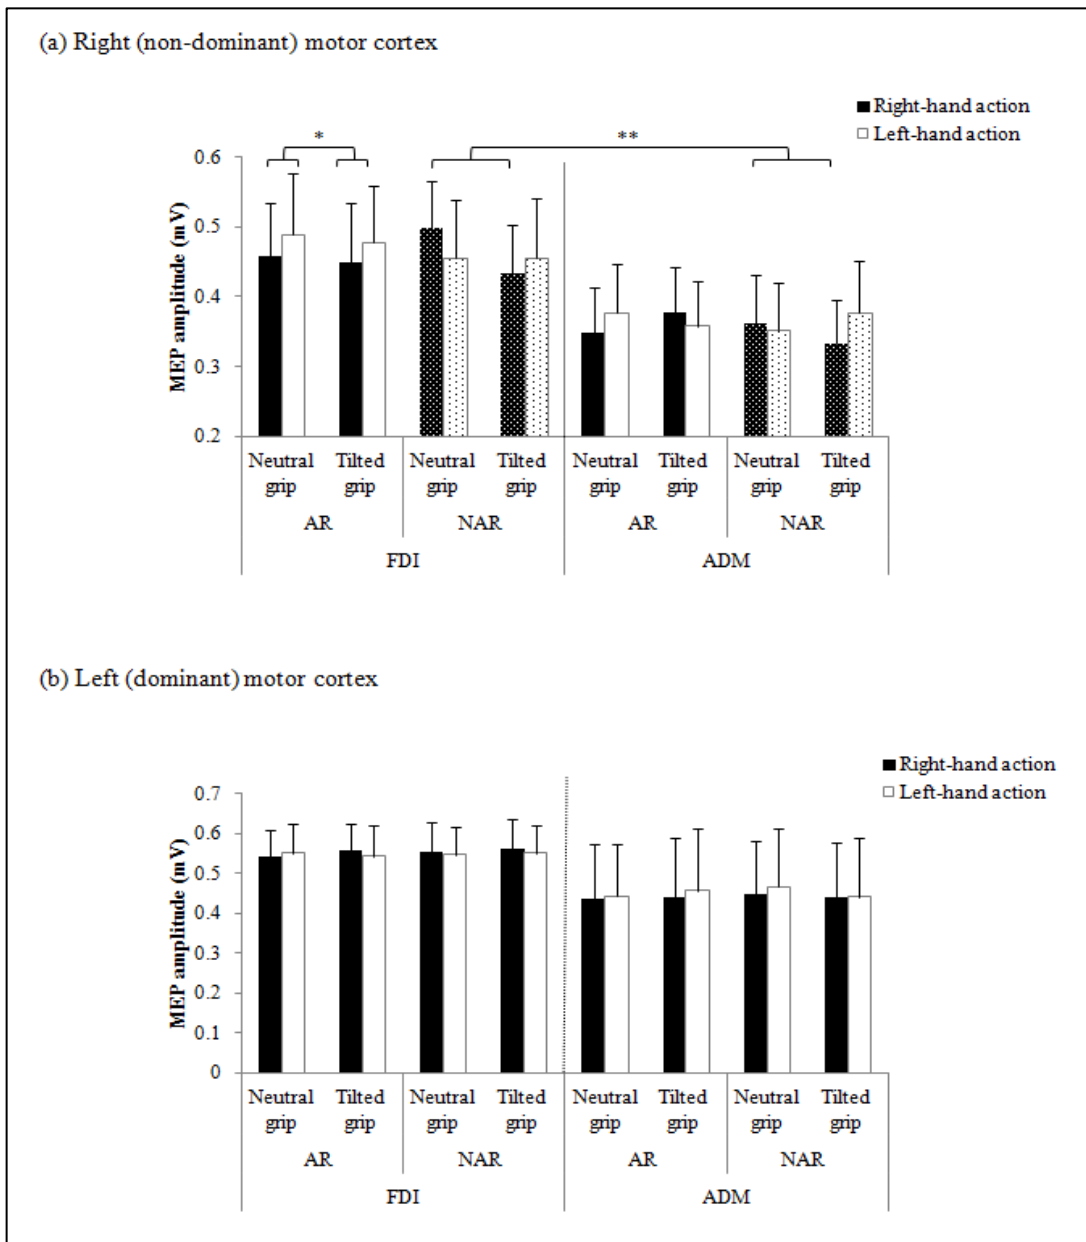 (a) Right (non-dominant) motor cortex
Right-hand action
Left-hand action
*
**
MEP amplitude (mV)
0.6
0.5
0.4
0.3
0.2
Neutral grip
Tilted grip
Neutral grip
Tilted grip
Neutral grip
Tilted grip
Neutral grip
Tilted grip
AR
NAR
AR
NAR
FDI
ADM
(b) Left (dominant) motor cortex
Right-hand action
Left-hand action
MEP amplitude (mV)
0.7
0.6
0.5
0.4
0.3
0.2
0.1
0
Neutral grip
Tilted grip
Neutral grip
Tilted grip
Neutral grip
Tilted grip
Neutral grip
Tilted grip
AR
NAR
AR
NAR
FDI
ADM